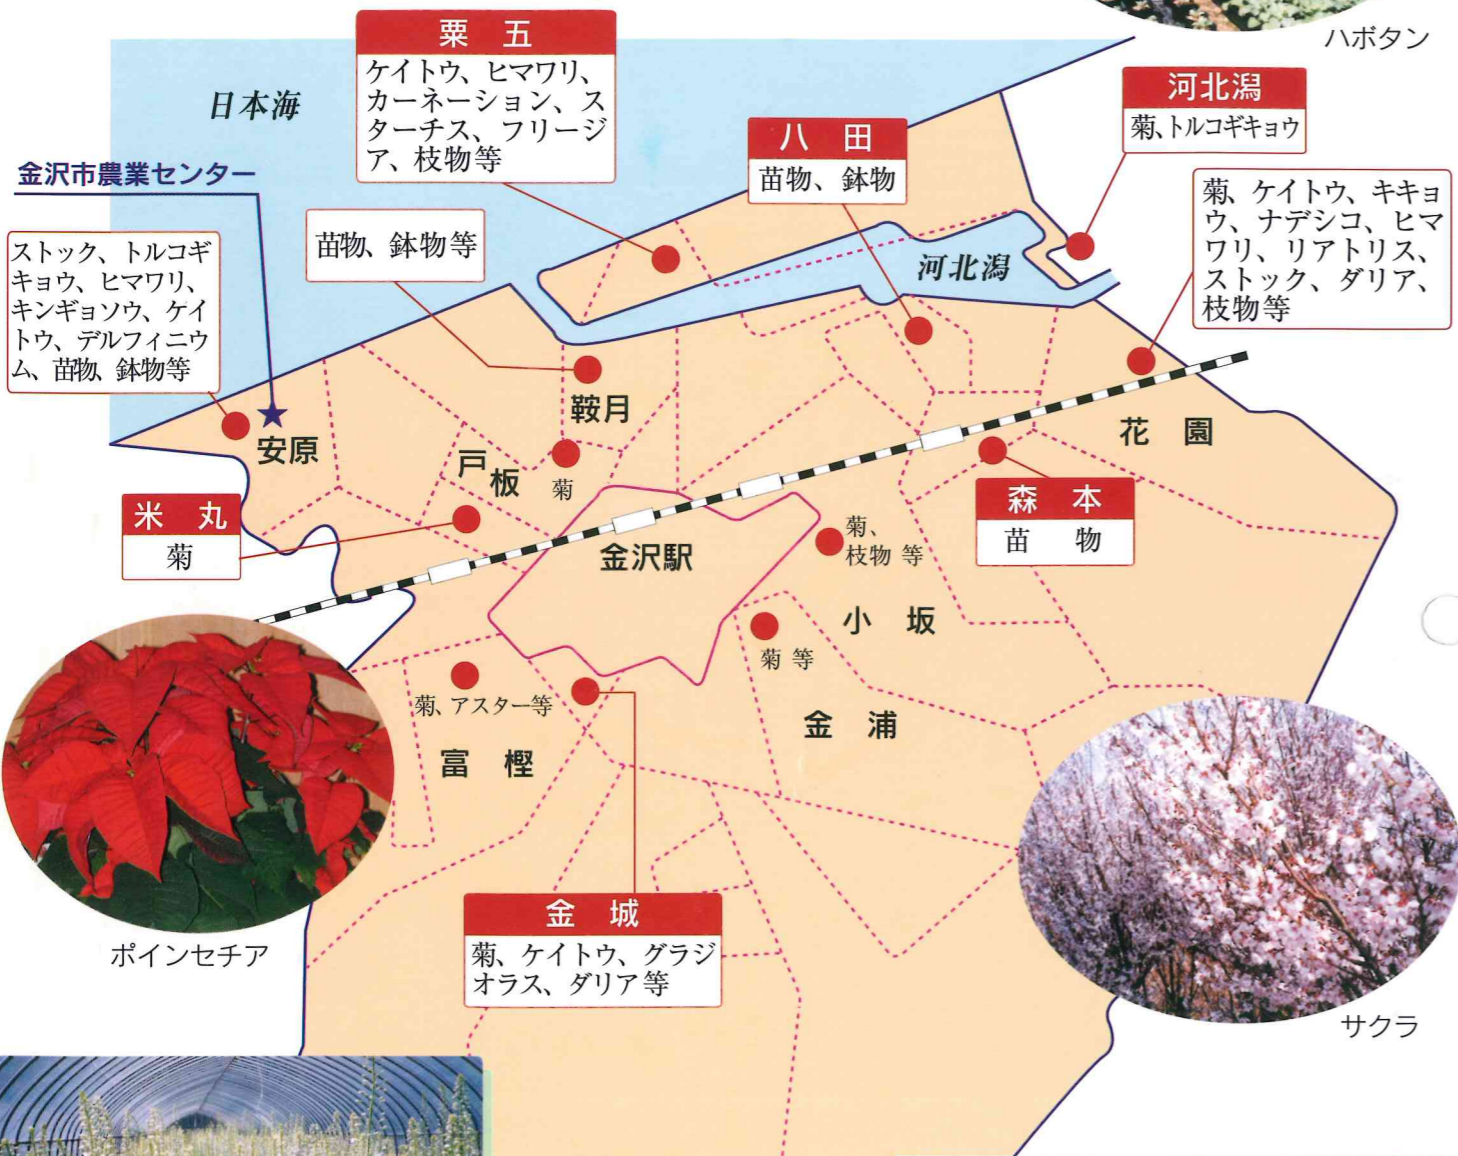 ハボタン
粟 五
ケイトウ、ヒマワリ、
カーネーション、ス
ターチス、フリージ
ア、枝物等
日本海
河北潟
菊、トルコギキョウ
八 田
苗物、鉢物
金沢市農業センター
菊、ケイトウ、キキョ
ウ、ナデシコ、ヒマ
ワリ、リアトリス、
ストック、ダリア、
枝物等
苗物、鉢物等
ストック、トルコギ
キョウ、ヒマワリ、
キンギョソウ、ケイ
トウ、デルフィニウ
ム、苗物、鉢物等
河北潟
鞍月
安原
戸板
菊
花 園
米 丸
菊
森 本
苗 物
金沢駅
菊、
枝物 等
小 坂
菊 等
菊、アスター等
金 浦
富 樫
金 城
菊、ケイトウ、グラジ
オラス、ダリア等
ポインセチア
サクラ